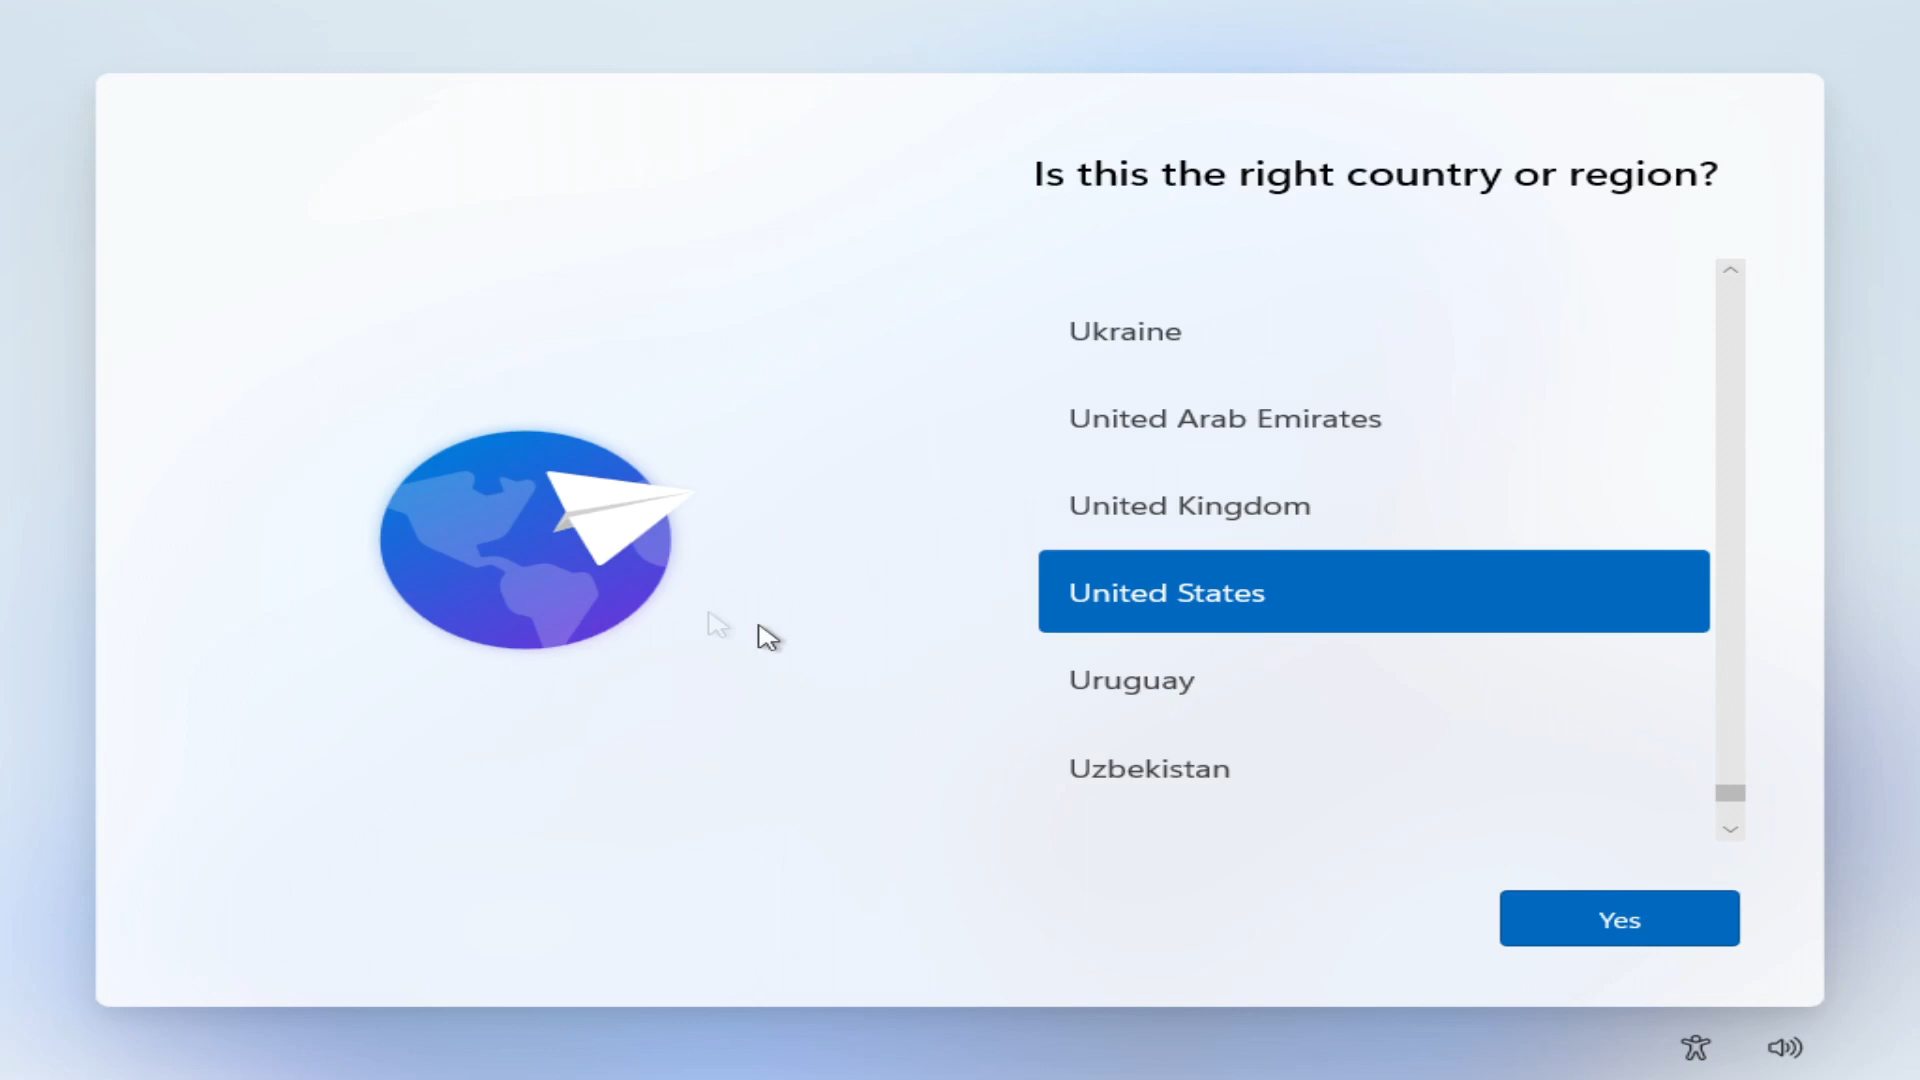 Is this the right country or region?
Ukraine
United Arab Emirates
United Kingdom
United States
Uruguay
Uzbekistan
Yes